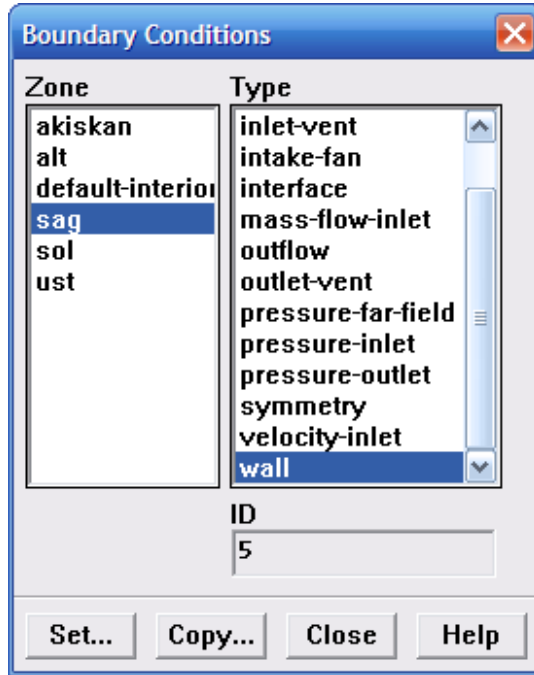 Boundary Conditions
Zone
akiskan
alt
default-interior
sag
sol
ust
Type
inlet-vent
intake-fan
interface
mass-flow-inlet
outflow
outlet-vent
pressure-far-field
pressure-inlet
pressure-outlet
symmetry
velocity-inlet
wall
ID
5
Set... Copy... Close Help